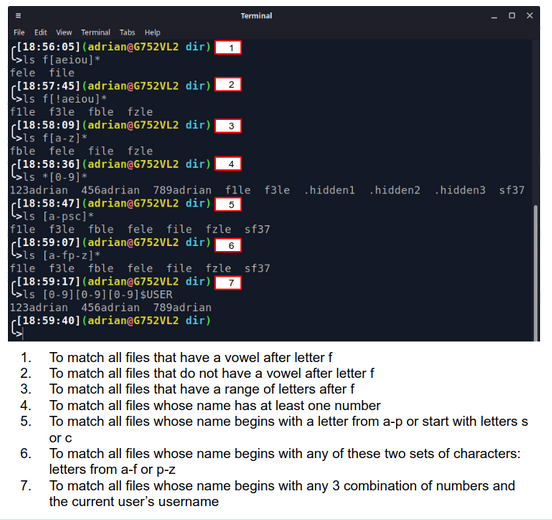 Terminal
File Edit View Terminal Tabs Help
[18:56:05](adrian@G752VL2 dir) 1
>ls f[aeiou]*
fele file
[18:57:45](adrian@G752VL2 dir) 2
>ls f[!aeiou]*
f1le f3le fble fzle
[18:58:09](adrian@G752VL2 dir) 3
>ls f[a-z]*
fble fele file fzle
[18:58:36](adrian@G752VL2 dir) 4
>ls *[0-9]*
123adrian 456adrian 789adrian f1le f3le .hidden1 .hidden2 .hidden3 sf37
[18:58:47](adrian@G752VL2 dir) 5
>ls [a-psc]*
f1le f3le fble fele file fzle sf37
[18:59:07](adrian@G752VL2 dir) 6
>ls [a-fp-z]*
f1le f3le fble fele file fzle sf37
[18:59:17](adrian@G752VL2 dir) 7
>ls [0-9][0-9][0-9]$USER
123adrian 456adrian 789adrian
[18:59:40](adrian@G752VL2 dir)
>
1. To match all files that have a vowel after letter f
2. To match all files that do not have a vowel after letter f
3. To match all files that have a range of letters after f
4. To match all files whose name has at least one number
5. To match all files whose name begins with a letter from a-p or start with letters s
or c
6. To match all files whose name begins with any of these two sets of characters:
letters from a-f or p-z
7. To match all files whose name begins with any 3 combination of numbers and
the current user's username